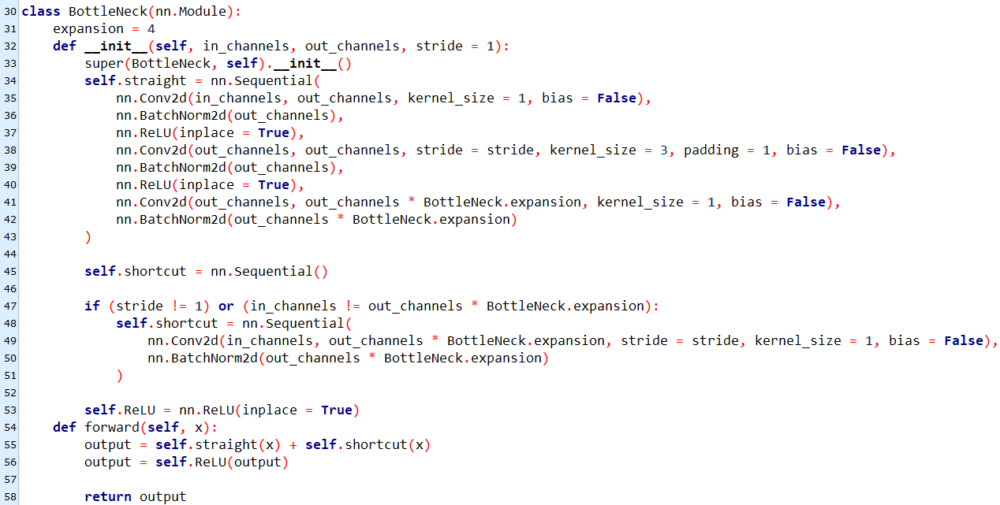 30 class BottleNeck(nn.Module):
31     expansion = 4
32     def __init__(self, in_channels, out_channels, stride = 1):
33         super(BottleNeck, self).__init__()
34         self.straight = nn.Sequential(
35             nn.Conv2d(in_channels, out_channels, kernel_size = 1, bias = False),
36             nn.BatchNorm2d(out_channels),
37             nn.ReLU(inplace = True),
38             nn.Conv2d(out_channels, out_channels, stride = stride, kernel_size = 3, padding = 1, bias = False),
39             nn.BatchNorm2d(out_channels),
40             nn.ReLU(inplace = True),
41             nn.Conv2d(out_channels, out_channels * BottleNeck.expansion, kernel_size = 1, bias = False),
42             nn.BatchNorm2d(out_channels * BottleNeck.expansion)
43         )
44
45         self.shortcut = nn.Sequential()
46
47         if (stride != 1) or (in_channels != out_channels * BottleNeck.expansion):
48             self.shortcut = nn.Sequential(
49                 nn.Conv2d(in_channels, out_channels * BottleNeck.expansion, stride = stride, kernel_size = 1, bias = False),
50                 nn.BatchNorm2d(out_channels * BottleNeck.expansion)
51             )
52
53         self.ReLU = nn.ReLU(inplace = True)
54     def forward(self, x):
55         output = self.straight(x) + self.shortcut(x)
56         output = self.ReLU(output)
57
58         return output